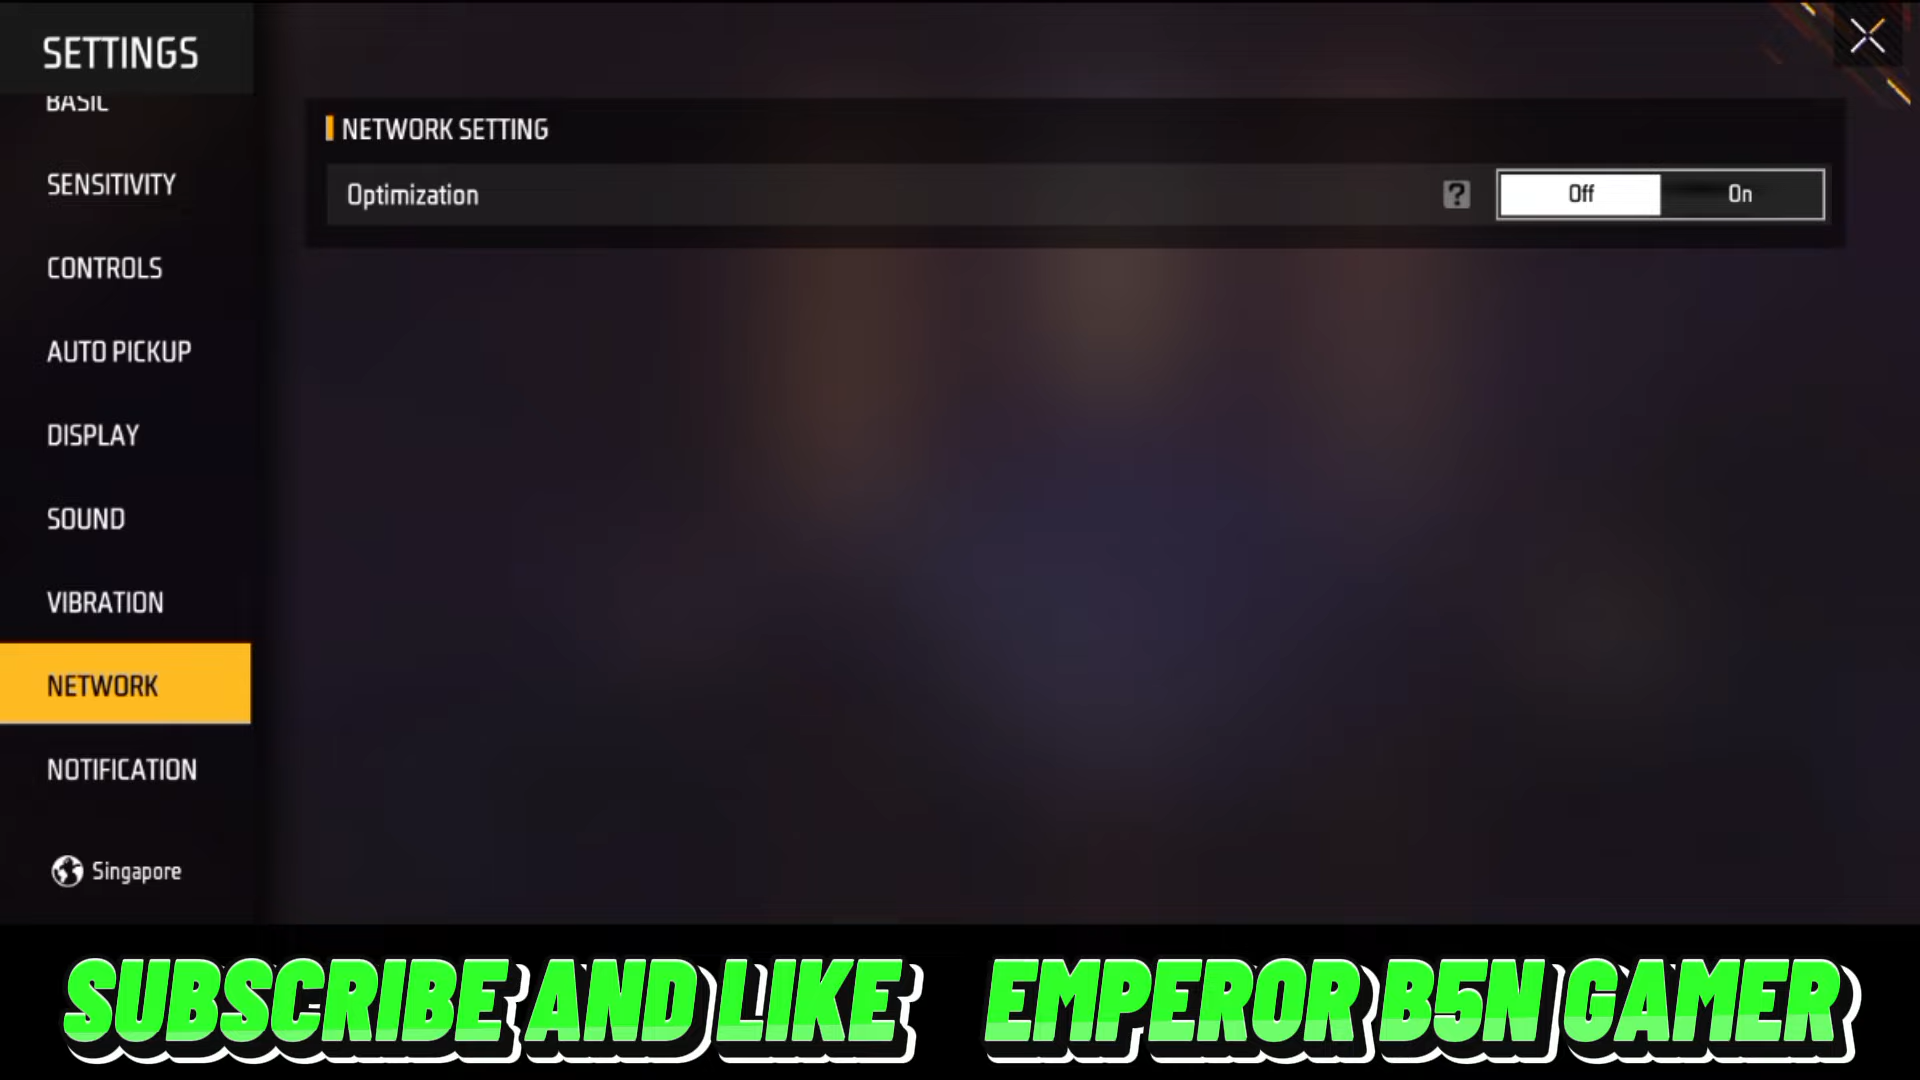 SETTINGS
BASIC
SENSITIVITY
CONTROLS
AUTO PICKUP
DISPLAY
SOUND
VIBRATION
NETWORK
NOTIFICATION
Singapore
NETWORK SETTING
Optimization ? Off On
SUBSCRIBE AND LIKE EMPEROR B5N GAMER